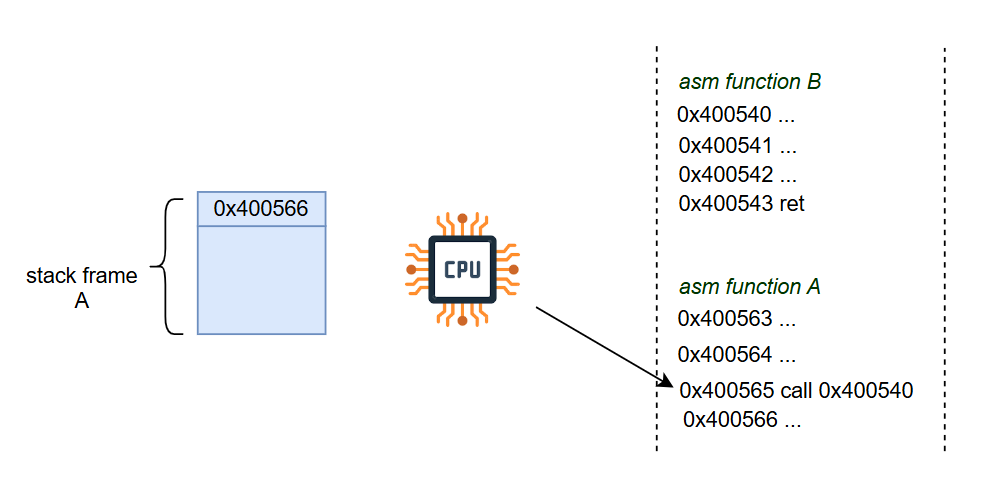 asm function B
0x400540 ...
0x400541 ...
0x400542 ...
0x400543 ret
0x400566
stack frame
A
CPU
asm function A
0x400563 ...
0x400564 ...
0x400565 call 0x400540
0x400566 ...